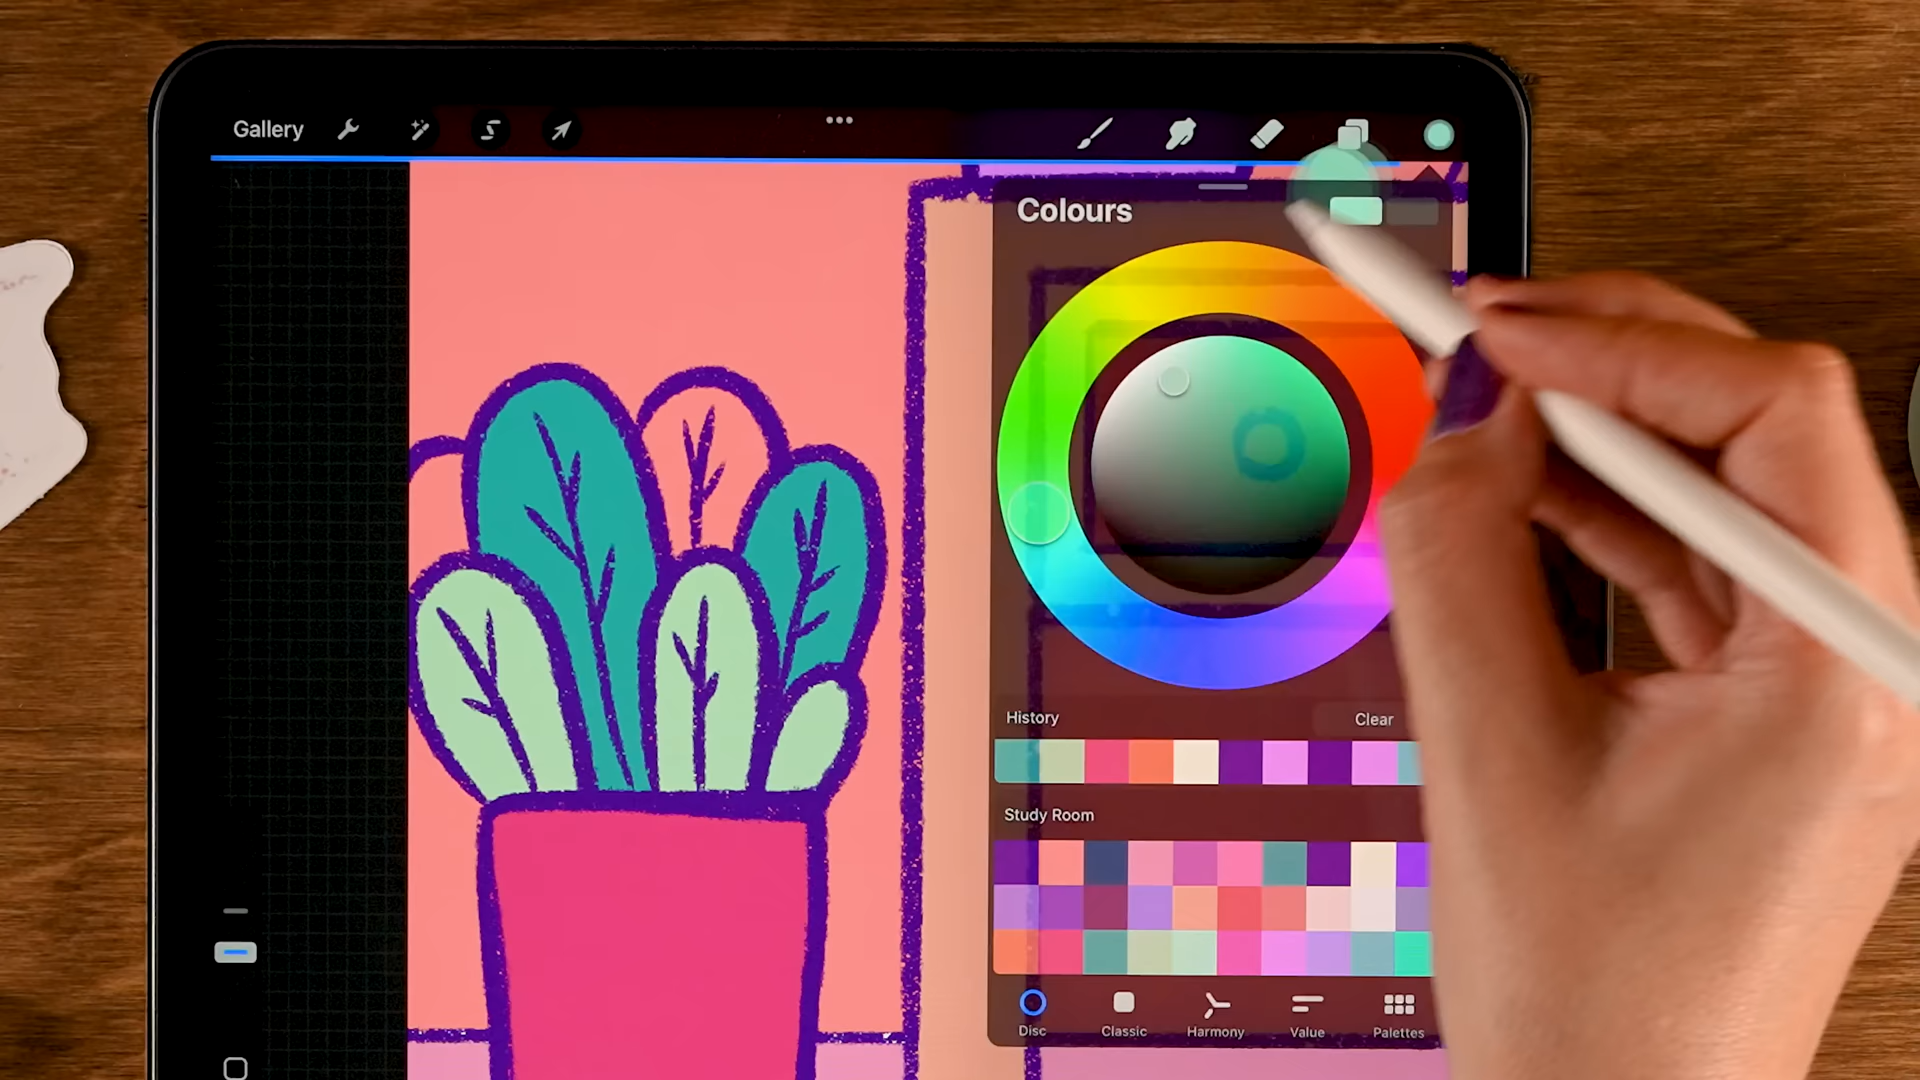 Gallery
Colours
History Clear
Study Room
Disc Classic Harmony Value Palettes